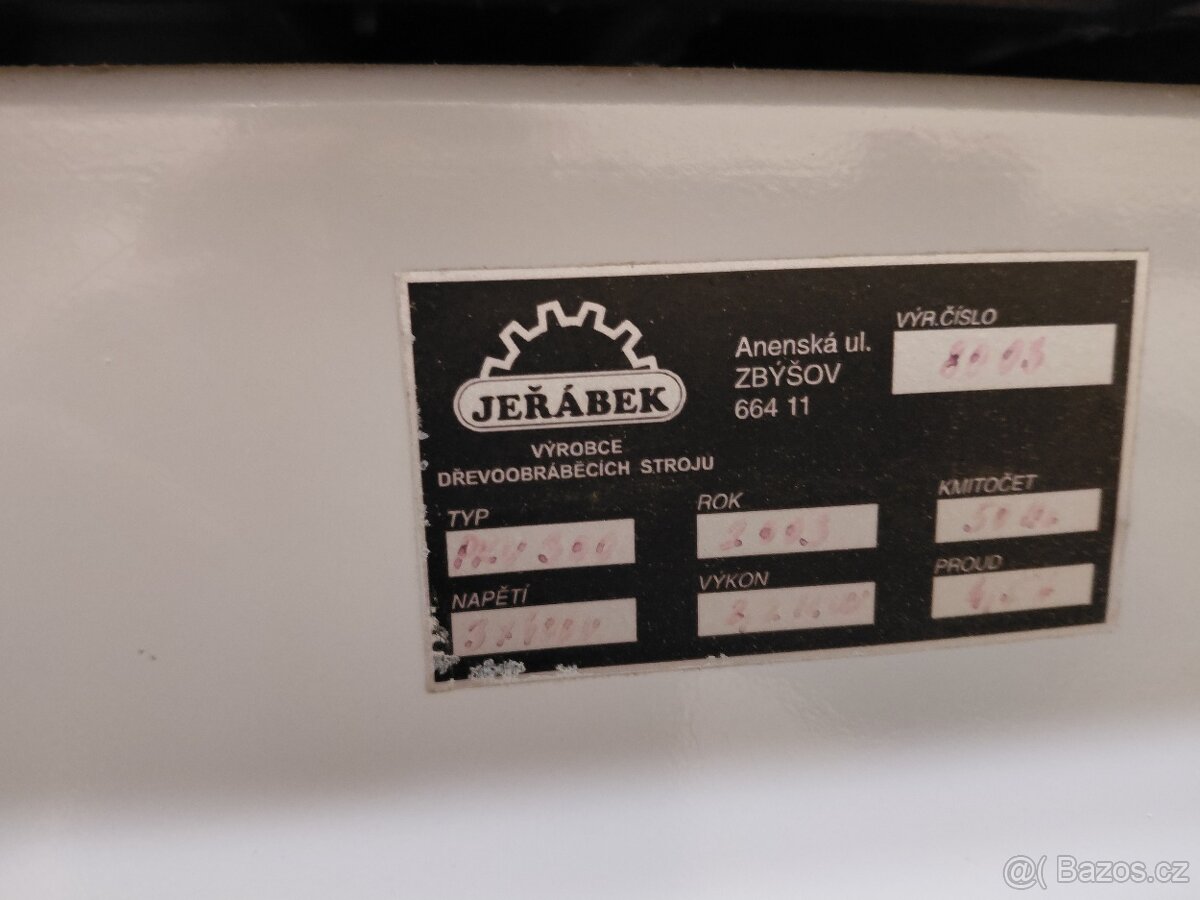 JEŘÁBEK
VÝROBCE
DŘEVOOBRÁBĚCÍCH STROJU
Anenská ul.
ZBÝŠOV
664 11
VÝR.ČÍSLO
TYP
ROK
2003
KMITOČET
NAPĚTÍ
VÝKON
PROUD
@( Bazos.cz